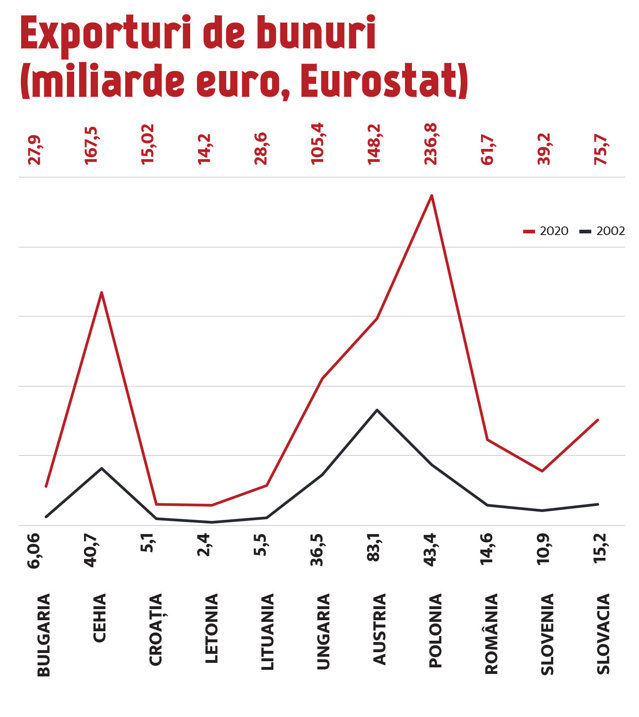 Exporturi de bunuri
(miliarde euro, Eurostat)
27,9 167,5 15,02 14,2 28,6 105,4 148,2 236,8 61,7 39,2 75,7
2020 2002
6,06 40,7 5,1 2,4 5,5 36,5 83,1 43,4 14,6 10,9 15,2
BULGARIA CEHIA CROAȚIA LETONIA LITUANIA UNGARIA AUSTRIA POLONIA ROMÂNIA SLOVENIA SLOVACIA